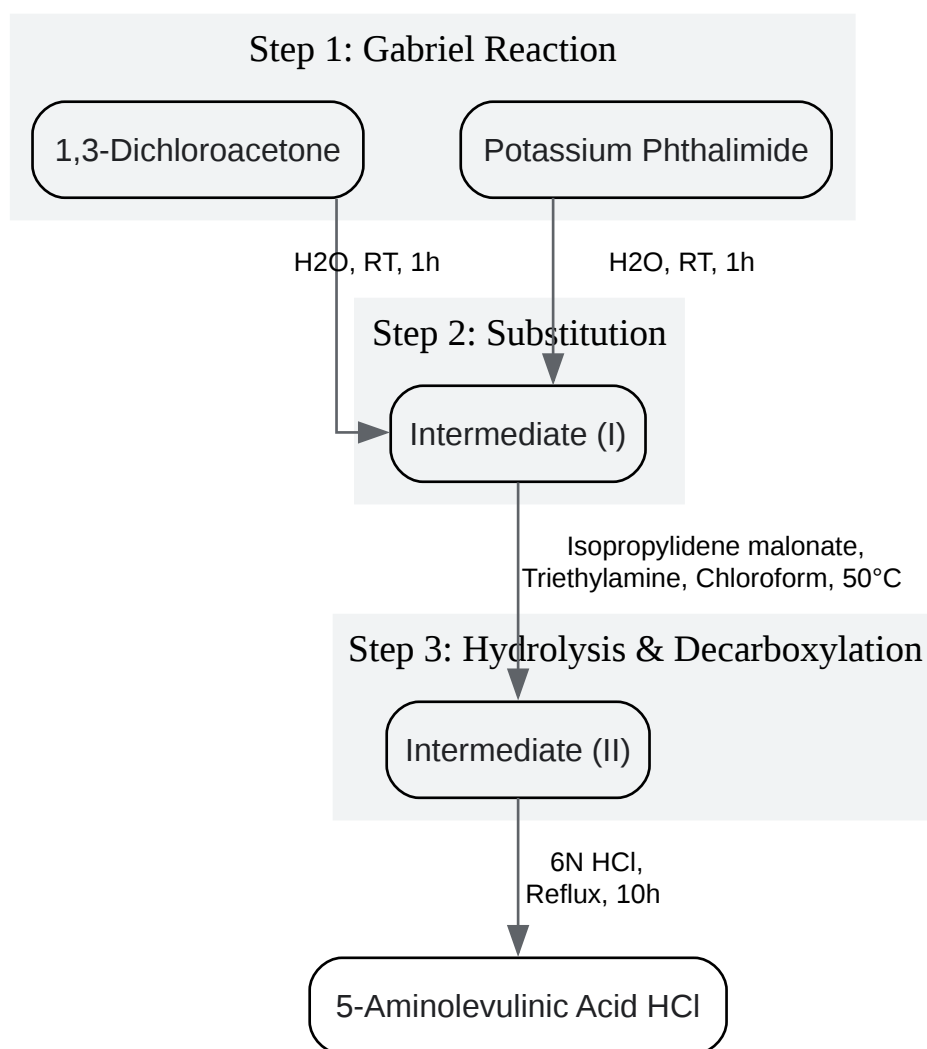 Step 1: Gabriel Reaction
1,3-Dichloroacetone
Potassium Phthalimide
H2O, RT, 1h
H2O, RT, 1h
Step 2: Substitution
Intermediate (I)
Isopropylidene malonate,
Triethylamine, Chloroform, 50°C
Step 3: Hydrolysis & Decarboxylation
Intermediate (II)
6N HCl,
Reflux, 10h
5-Aminolevulinic Acid HCl